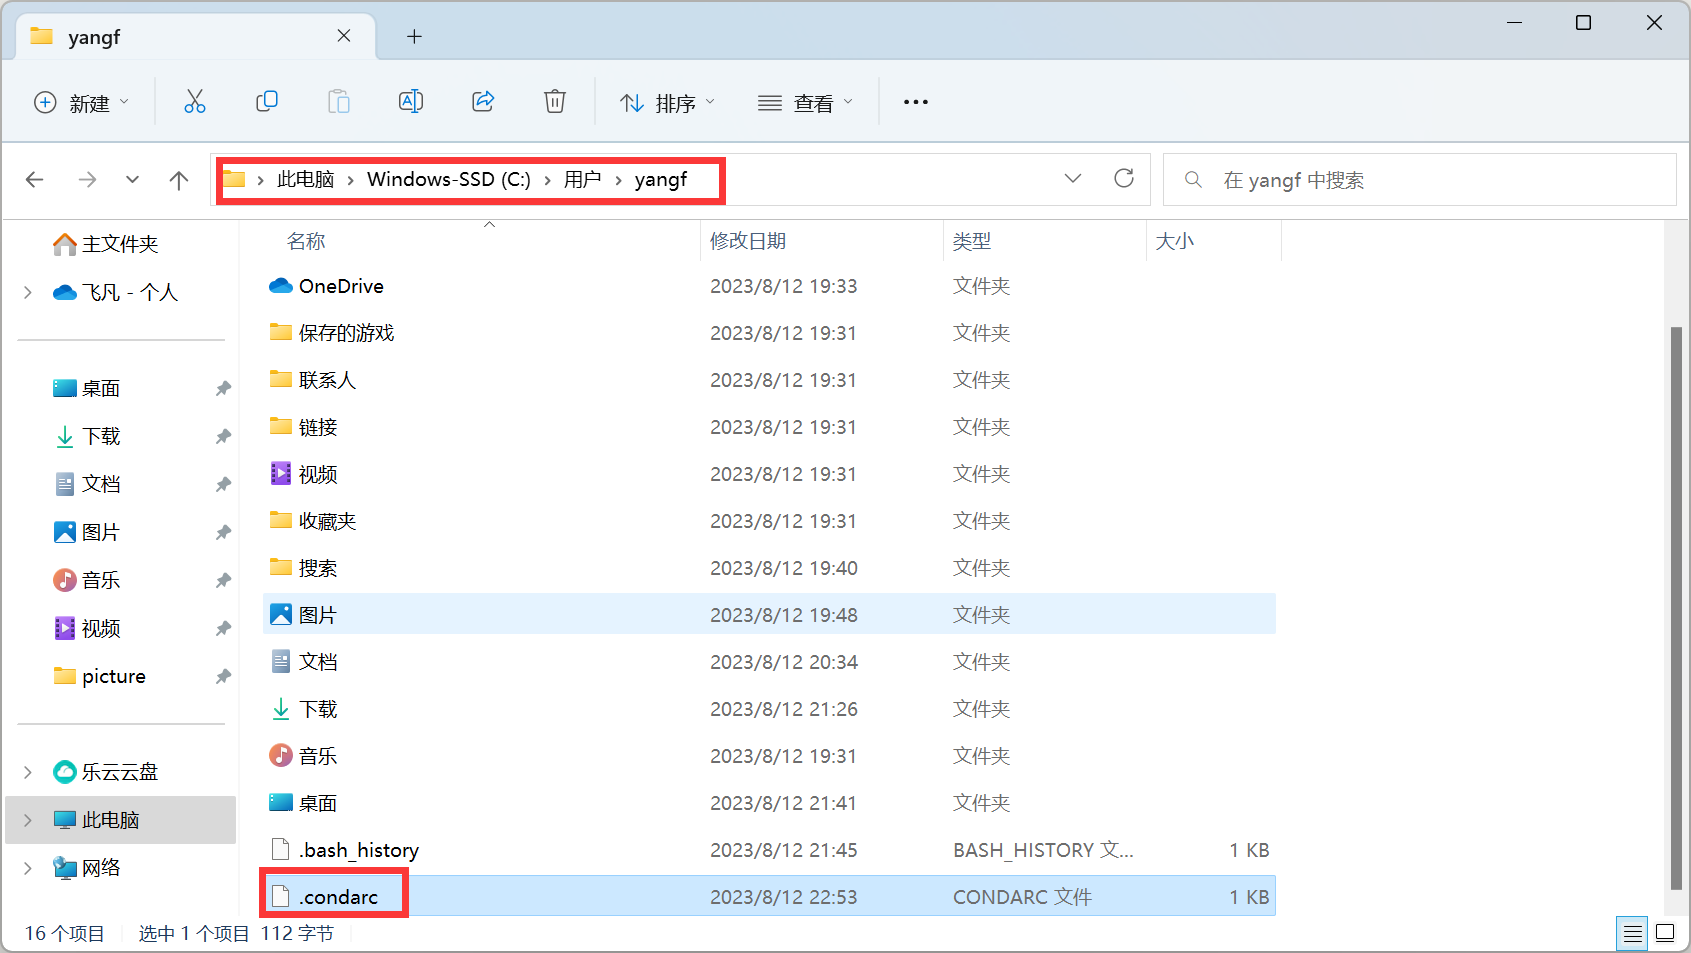 yangf
新建
排序
查看
此电脑 › Windows-SSD (C:) › 用户 › yangf
在 yangf 中搜索
主文件夹
飞凡 - 个人
桌面
下载
文档
图片
音乐
视频
picture
乐云云盘
此电脑
网络
名称 修改日期 类型 大小
OneDrive 2023/8/12 19:33 文件夹
保存的游戏 2023/8/12 19:31 文件夹
联系人 2023/8/12 19:31 文件夹
链接 2023/8/12 19:31 文件夹
视频 2023/8/12 19:31 文件夹
收藏夹 2023/8/12 19:31 文件夹
搜索 2023/8/12 19:40 文件夹
图片 2023/8/12 19:48 文件夹
文档 2023/8/12 20:34 文件夹
下载 2023/8/12 21:26 文件夹
音乐 2023/8/12 19:31 文件夹
桌面 2023/8/12 21:41 文件夹
.bash_history 2023/8/12 21:45 BASH_HISTORY 文... 1 KB
.condarc 2023/8/12 22:53 CONDARC 文件 1 KB
16 个项目 选中 1 个项目 112 字节